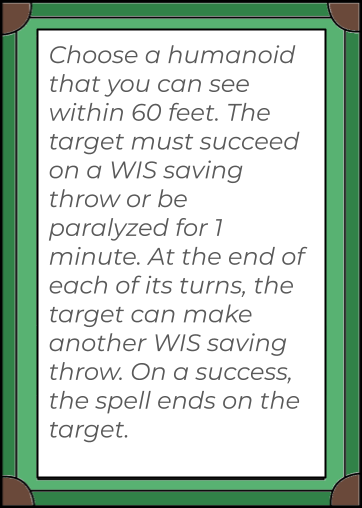 Choose a humanoid
that you can see
within 60 feet. The
target must succeed
on a WIS saving
throw or be
paralyzed for 1
minute. At the end of
each of its turns, the
target can make
another WIS saving
throw. On a success,
the spell ends on the
target.